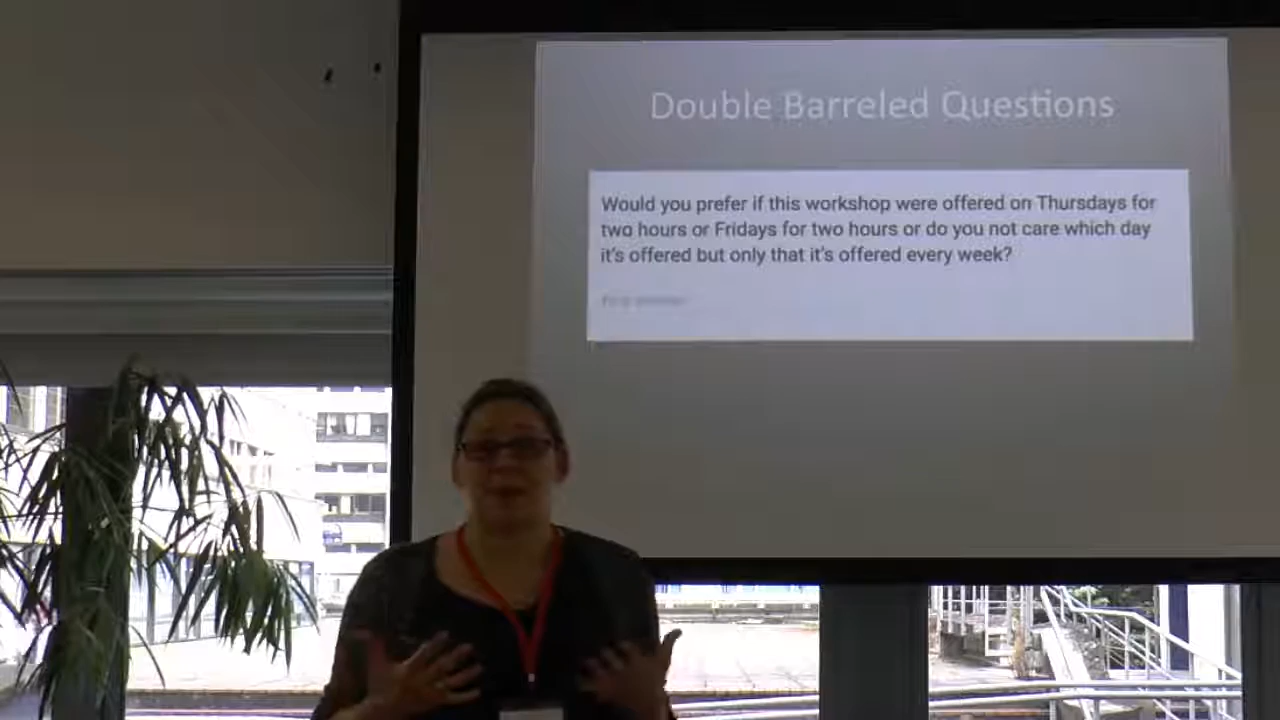 Double Barreled Questions
Would you prefer if this workshop were offered on Thursdays for
two hours or Fridays for two hours or do you not care which day
it's offered but only that it's offered every week?